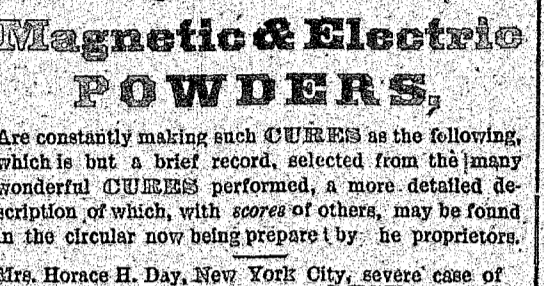 Magnetic & Electric
POWDERS,
Are constantly making such CURES as the following,
which is but a brief record, selected from the many
wonderful CURES performed, a more detailed de-
scription of which, with scores of others, may be found
in the circular now being prepare t by he proprietors.
Mrs. Horace H. Day, New York City, severe case of